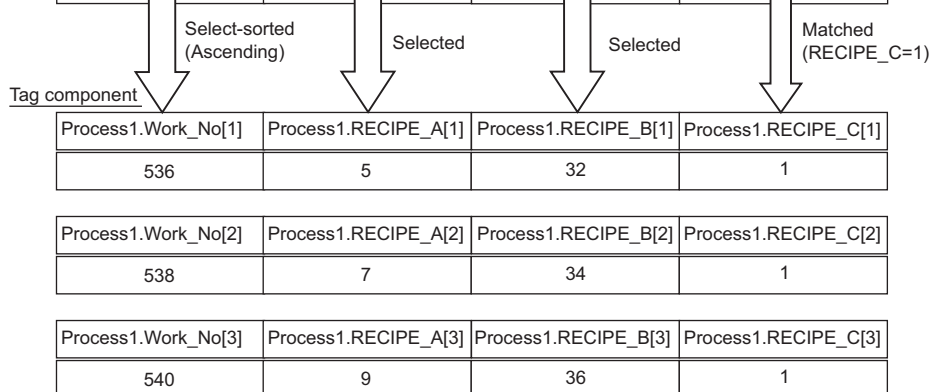 Select-sorted
(Ascending)
Selected
Selected
Matched
(RECIPE_C=1)
Tag component
Process1.Work_No[1] Process1.RECIPE_A[1] Process1.RECIPE_B[1] Process1.RECIPE_C[1]
536 5 32 1
Process1.Work_No[2] Process1.RECIPE_A[2] Process1.RECIPE_B[2] Process1.RECIPE_C[2]
538 7 34 1
Process1.Work_No[3] Process1.RECIPE_A[3] Process1.RECIPE_B[3] Process1.RECIPE_C[3]
540 9 36 1